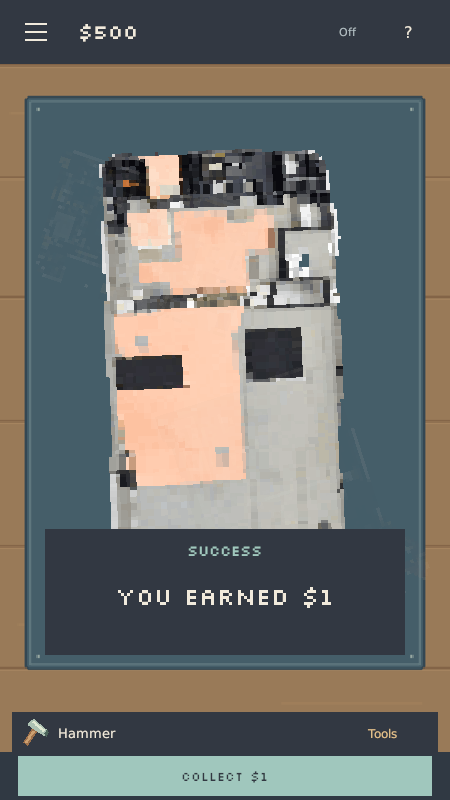 $500
Off
?
SUCCESS
YOU EARNED $1
Hammer
Tools
COLLECT $1